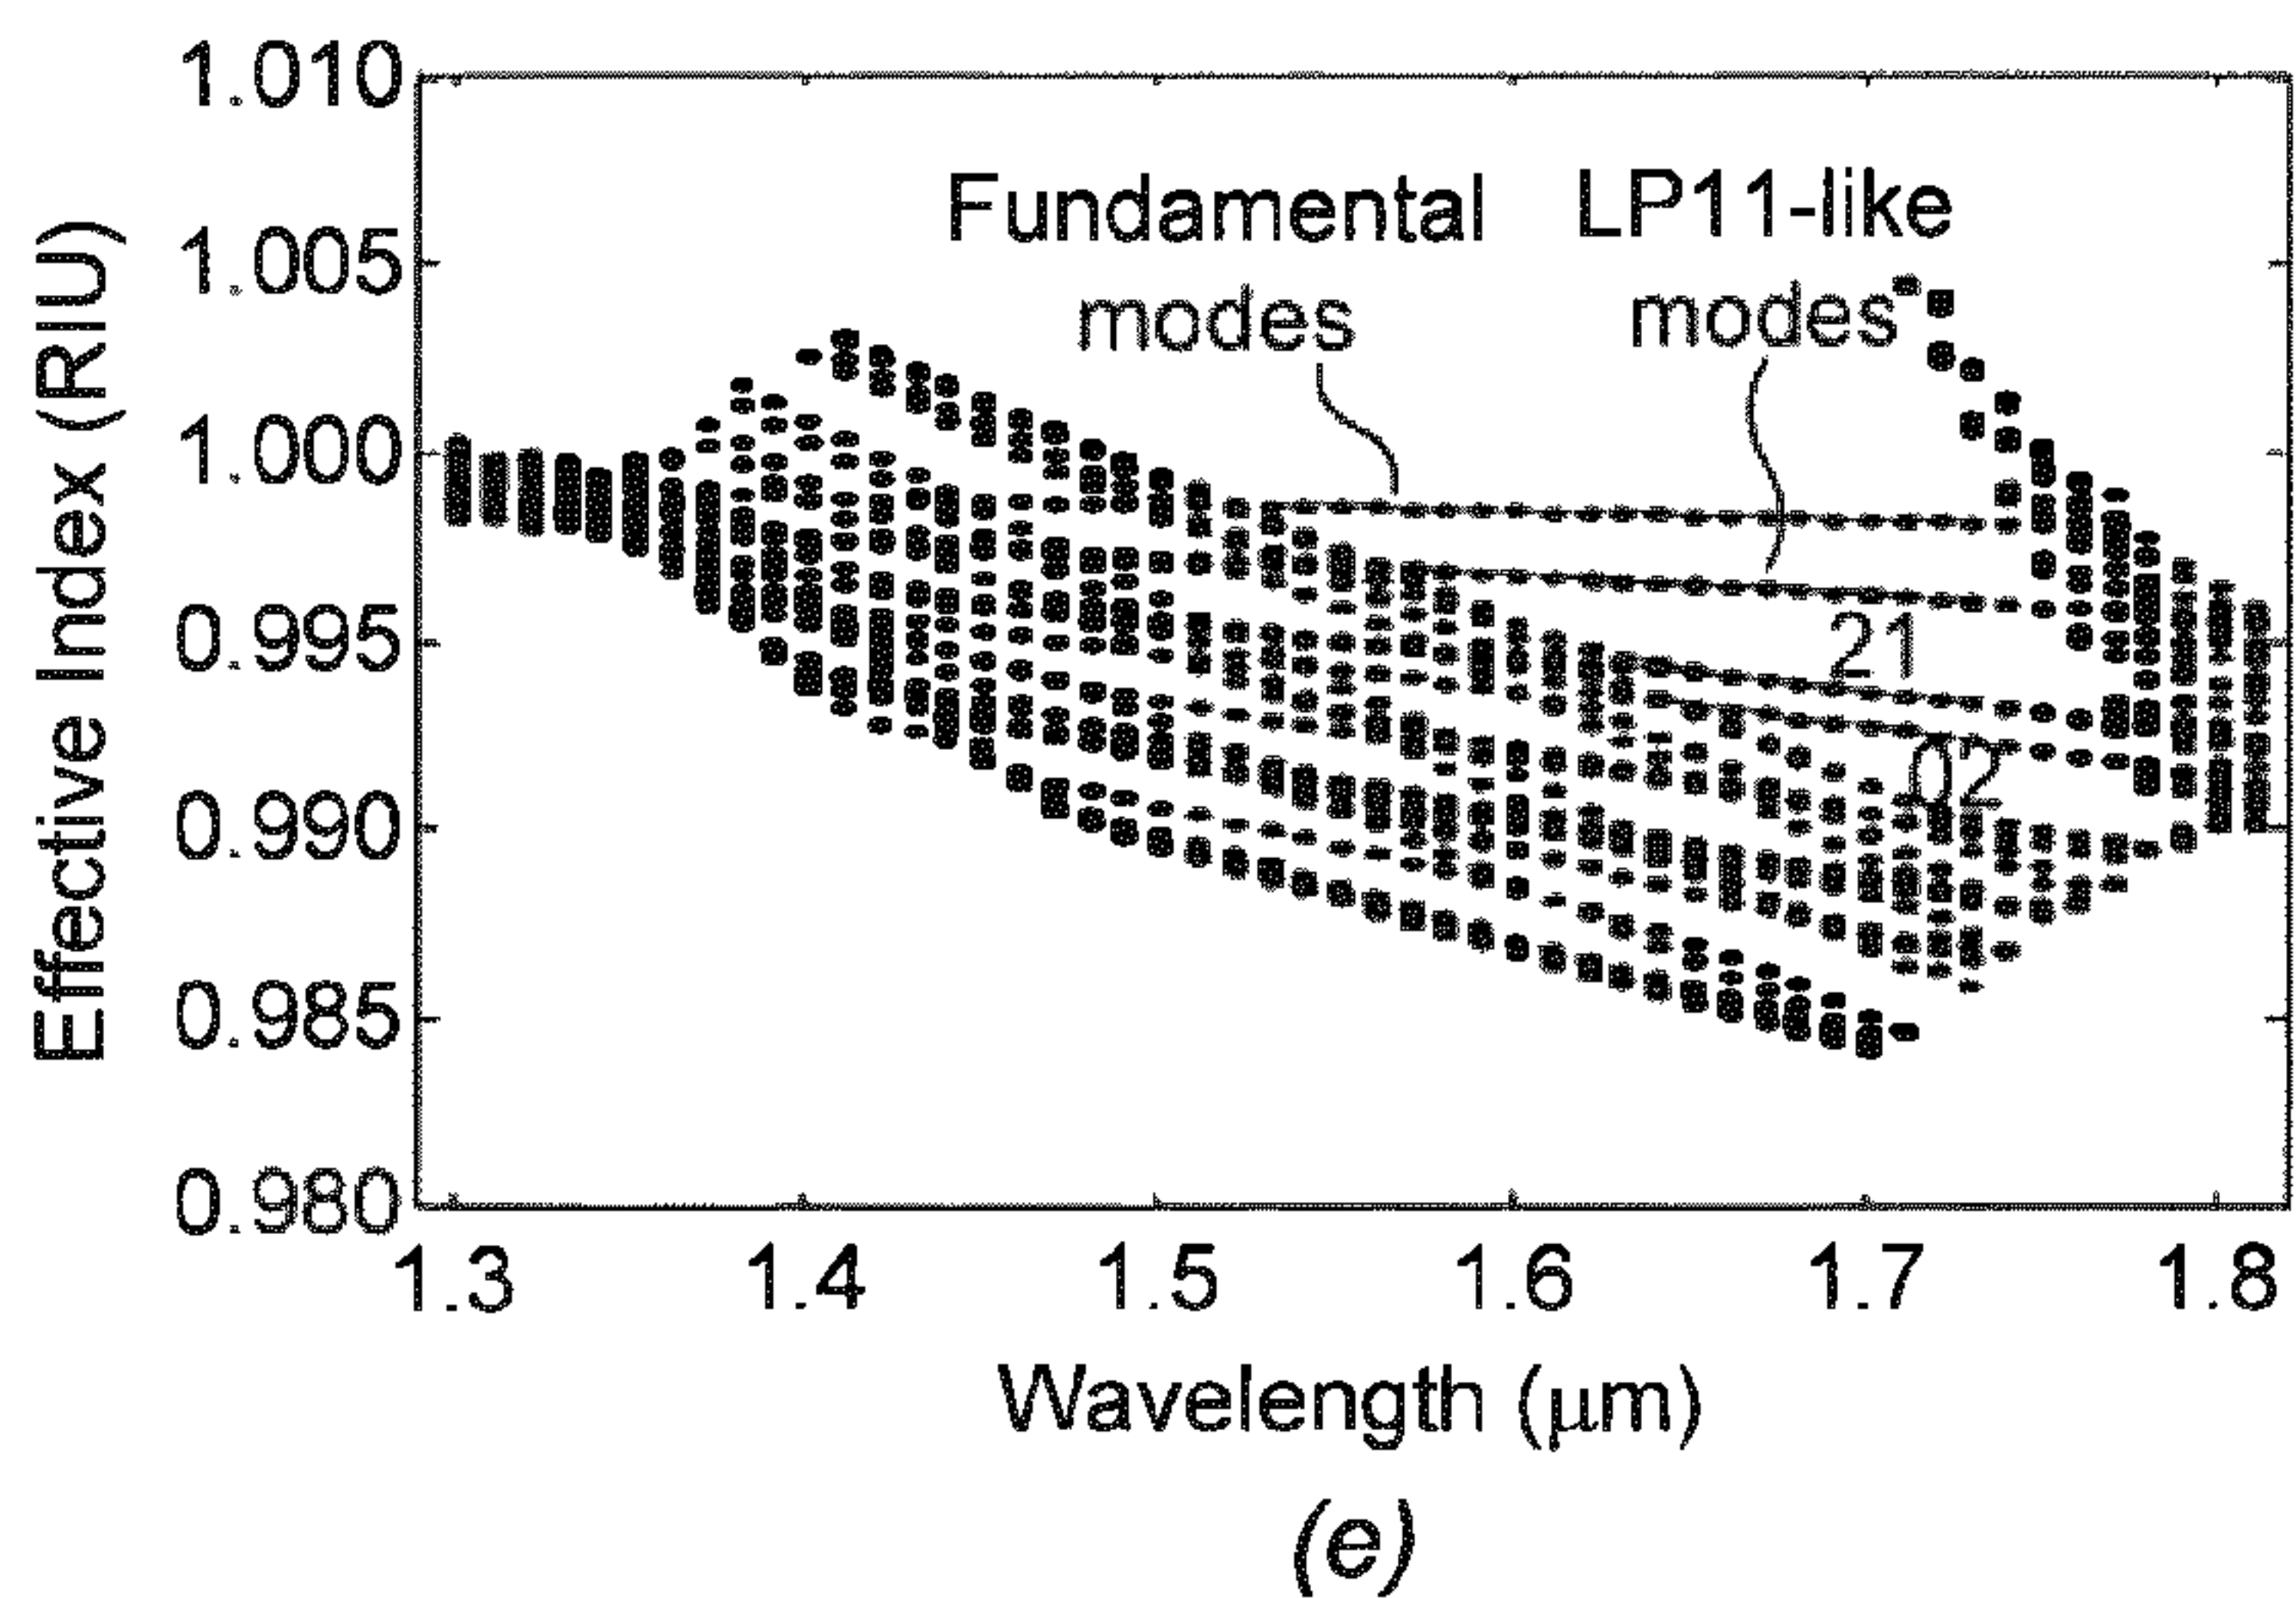 1.010
1.005
1.000
0.995
0.990
0.985
0.980
Effective Index (RIU)
Fundamental
modes
LP11-like
modes
21
02
1.3 1.4 1.5 1.6 1.7 1.8
Wavelength (μm)
(e)